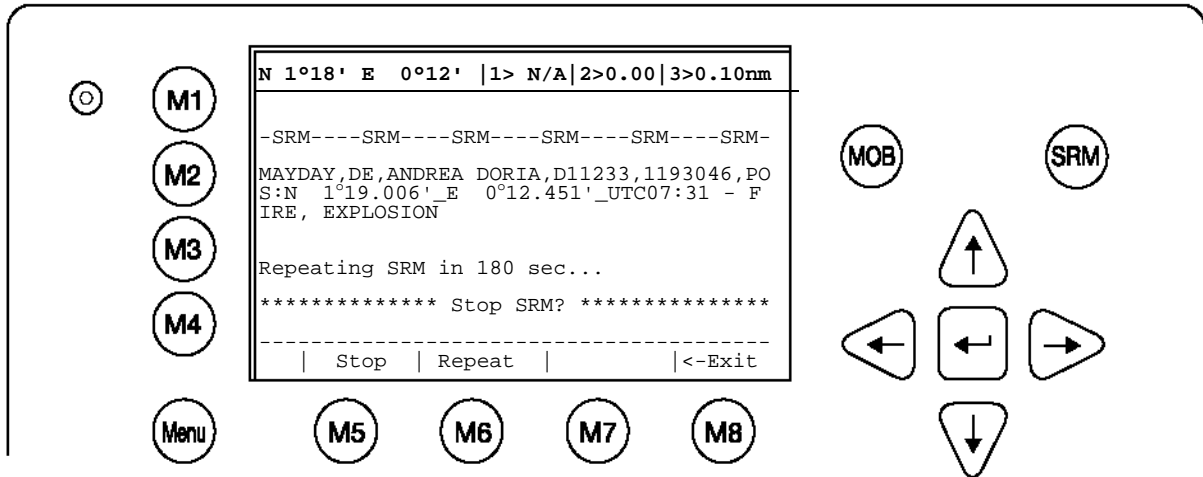 N 1°18' E  0°12' |1> N/A|2>0.00|3>0.10nm
-SRM----SRM----SRM----SRM----SRM----SRM-
MAYDAY,DE,ANDREA DORIA,D11233,1193046,PO
S:N  1°19.006'_E  0°12.451'_UTC07:31 - F
IRE, EXPLOSION
Repeating SRM in 180 sec...
************** Stop SRM? ***************
| Stop | Repeat | |<-Exit
M1
M2
M3
M4
Menu
M5
M6
M7
M8
MOB
SRM